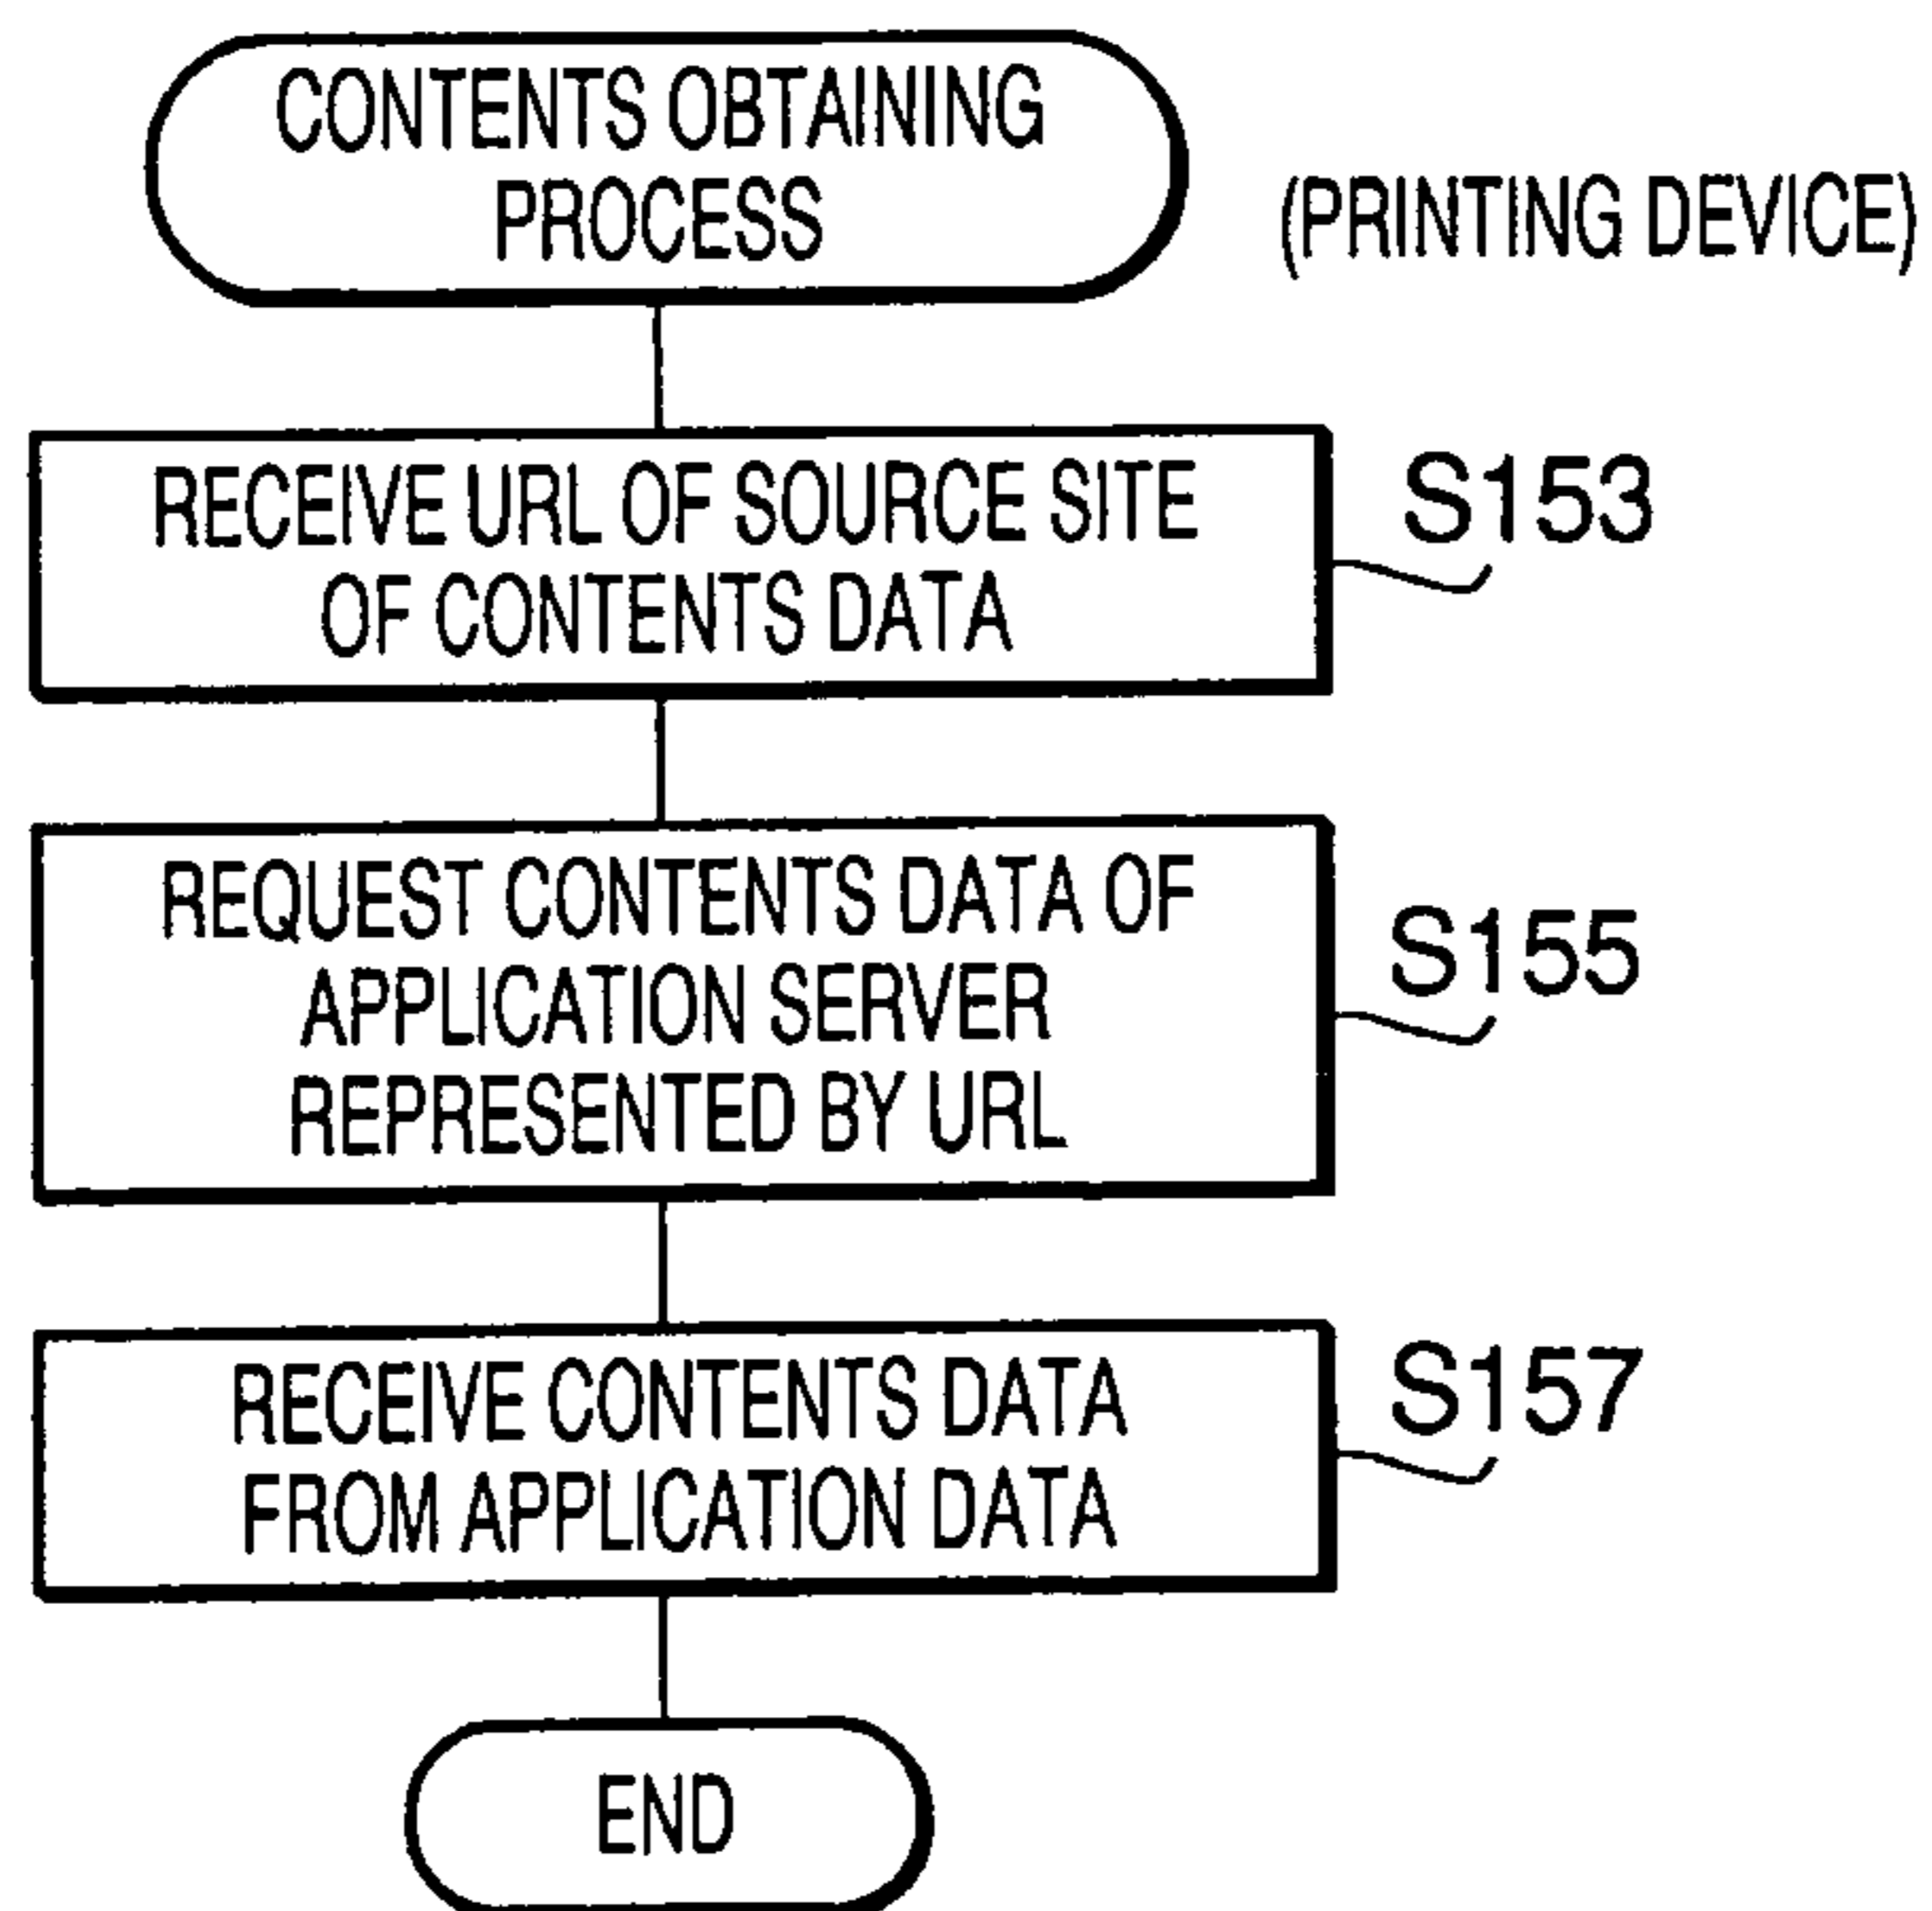 CONTENTS OBTAINING
PROCESS
(PRINTING DEVICE)
RECEIVE URL OF SOURCE SITE
OF CONTENTS DATA
S153
REQUEST CONTENTS DATA OF
APPLICATION SERVER
REPRESENTED BY URL
S155
RECEIVE CONTENTS DATA
FROM APPLICATION DATA
S157
END